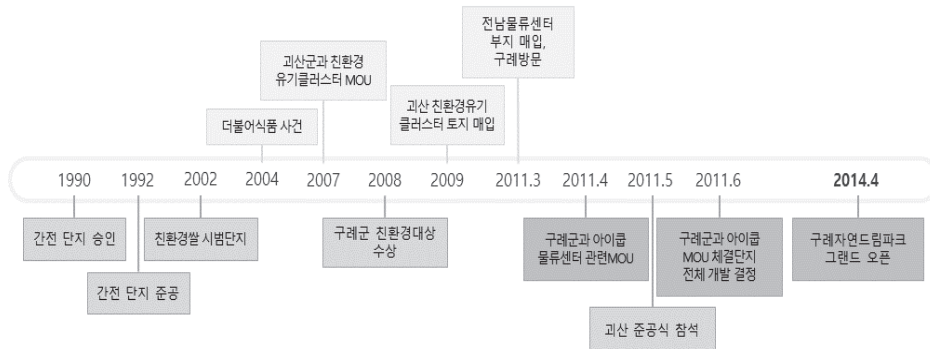 전남물류센터
부지 매입,
구례방문
괴산군과 친환경
유기클러스터 MOU
괴산 친환경유기
클러스터 토지 매입
더불어식품 사건
1990
1992
2002
2004
2007
2008
2009
2011.3
2011.4
2011.5
2011.6
2014.4
간전 단지 승인
친환경쌀 시범단지
구례군 친환경대상
수상
구례군과 아이쿱
물류센터 관련MOU
구례군과 아이쿱
MOU 체결단지
전체 개발 결정
구례자연드림파크
그랜드 오픈
간전 단지 준공
괴산 준공식 참석